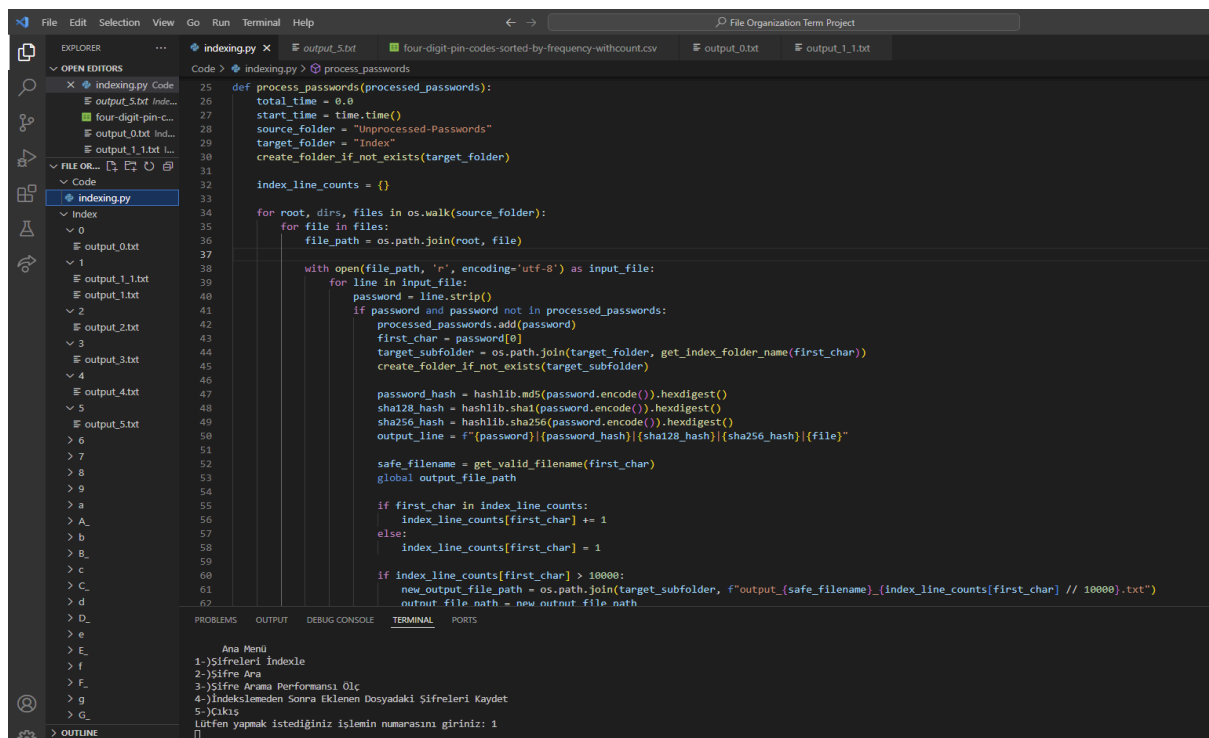 File Edit Selection View Go Run Terminal Help
File Organization Term Project
EXPLORER
indexing.py
output_5.txt
four-digit-pin-codes-sorted-by-frequency-withcount.csv
output_0.txt
output_1_1.txt
OPEN EDITORS
indexing.py Code
output_5.txt Inde...
four-digit-pin-c...
output_0.txt Ind...
output_1_1.txt I...
FILE OR...
Code
indexing.py
Index
0
output_0.txt
1
output_1_1.txt
output_1.txt
2
output_2.txt
3
output_3.txt
4
output_4.txt
5
output_5.txt
6
7
8
9
a
A_
b
B_
c
C_
d
D_
e
E_
f
F_
g
G_
OUTLINE
Code > indexing.py > process_passwords
25 def process_passwords(processed_passwords):
26 total_time = 0.0
27 start_time = time.time()
28 source_folder = "Unprocessed-Passwords"
29 target_folder = "Index"
30 create_folder_if_not_exists(target_folder)
31
32 index_line_counts = {}
33
34 for root, dirs, files in os.walk(source_folder):
35 for file in files:
36 file_path = os.path.join(root, file)
37
38 with open(file_path, 'r', encoding='utf-8') as input_file:
39 for line in input_file:
40 password = line.strip()
41 if password and password not in processed_passwords:
42 processed_passwords.add(password)
43 first_char = password[0]
44 target_subfolder = os.path.join(target_folder, get_index_folder_name(first_char))
45 create_folder_if_not_exists(target_subfolder)
46
47 password_hash = hashlib.md5(password.encode()).hexdigest()
48 sha128_hash = hashlib.sha1(password.encode()).hexdigest()
49 sha256_hash = hashlib.sha256(password.encode()).hexdigest()
50 output_line = f"{password}|{password_hash}|{sha128_hash}|{sha256_hash}|{file}"
51
52 safe_filename = get_valid_filename(first_char)
53 global output_file_path
54
55 if first_char in index_line_counts:
56 index_line_counts[first_char] += 1
57 else:
58 index_line_counts[first_char] = 1
59
60 if index_line_counts[first_char] > 10000:
61 new_output_file_path = os.path.join(target_subfolder, f"output_{safe_filename}_{index_line_counts[first_char] // 10000}.txt")
62 output_file_path = new_output_file_path
PROBLEMS OUTPUT DEBUG CONSOLE TERMINAL PORTS
Ana Menü
1-)Şifreleri İndexle
2-)Şifre Ara
3-)Şifre Arama Performansı Ölç
4-)İndekslemeden Sonra Eklenen Dosyadaki Şifreleri Kaydet
5-)Çıkış
Lütfen yapmak istediğiniz işlemin numarasını giriniz: 1